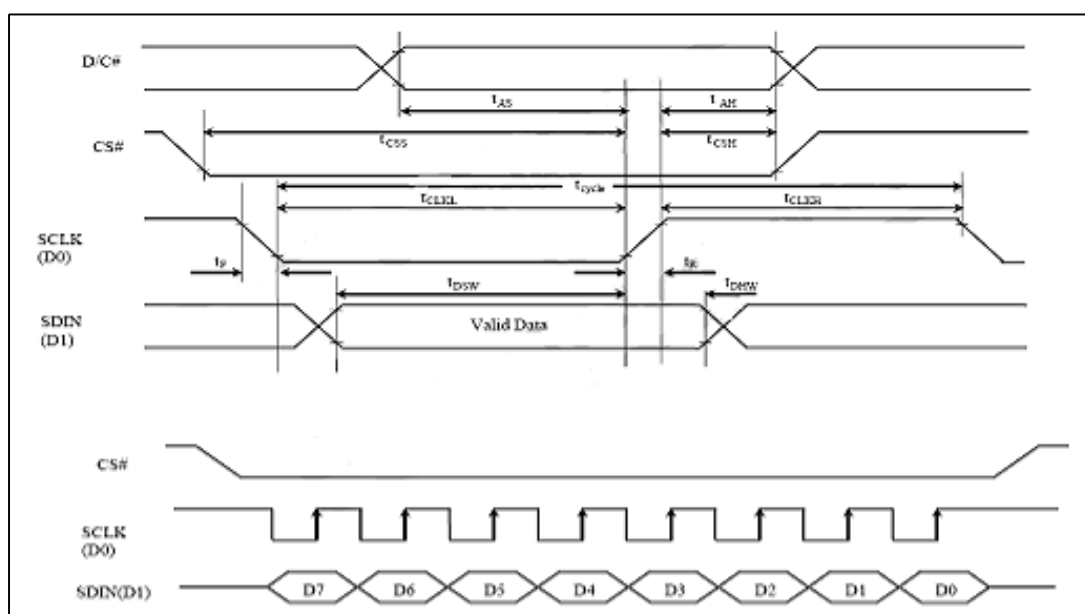 D/C#
tAS
tAH
CS#
tCSS
tCSH
tcycle
tCLKL
SCLK
(D0)
tF
tR
tDSW
tDHW
SDIN
(D1)
Valid Data
CS#
SCLK
(D0)
SDIN(D1)
D7
D6
D5
D4
D3
D2
D1
D0